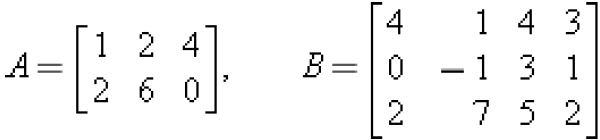 A = [1 2 4
2 6 0], B = [4 1 4 3
0 -1 3 1
2 7 5 2]